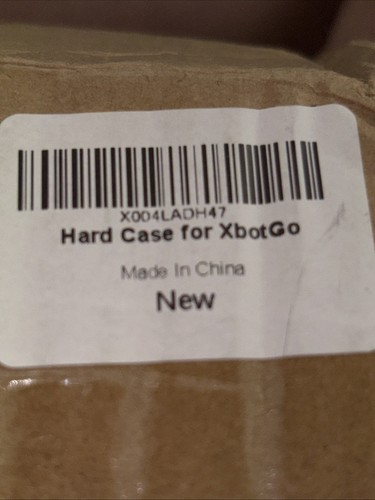 X004LADH47
Hard Case for XbotGo
Made In China
New